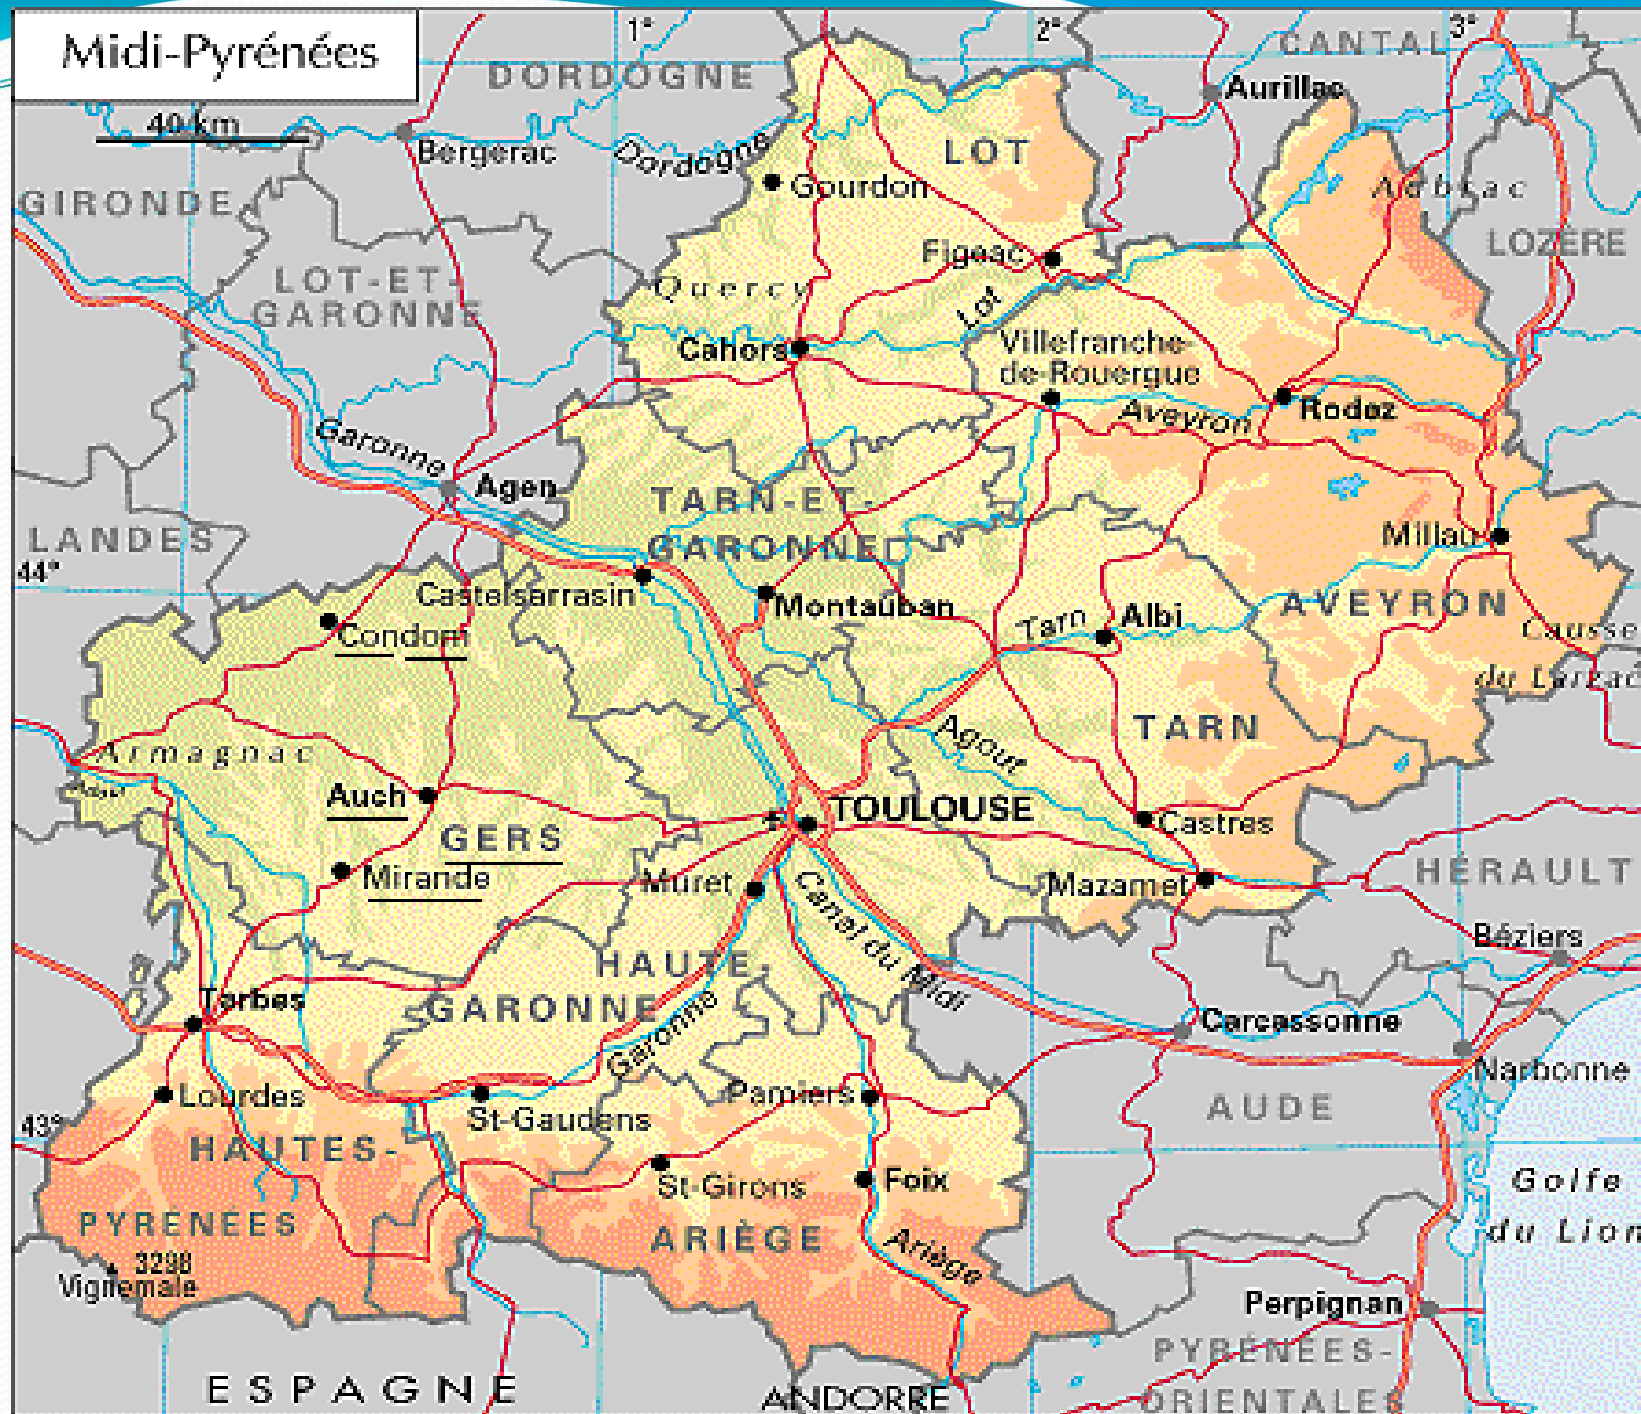 Midi-Pyrénées
1°
2°
3°
CANTAL
DORDOGNE
Aurillac
40 km
Bergerac
Dordogne
LOT
Gourdon
Aubrac
GIRONDE
LOZÈRE
Figeac
LOT-ET-
GARONNE
Quercy
Lot
Cahors
Villefranche-
de-Rouergue
Aveyron
Rodez
Garonne
Agen
TARN-ET-
GARONNE
LANDES
Millau
44°
Castelsarrasin
Montauban
Condom
Tarn
Albi
AVEYRON
Causse
du Larzac
Armagnac
Agout
TARN
Adour
Auch
TOULOUSE
Castres
GERS
Mirande
Muret
Mazamet
HÉRAULT
Canal du Midi
Béziers
HAUTE
GARONNE
Tarbes
Garonne
Carcassonne
Narbonne
Lourdes
St-Gaudens
Pamiers
AUDE
43°
HAUTES-
PYRENEES
St-Girons
Foix
Golfe
du Lion
ARIÈGE
Ariège
3298
Vignemale
Perpignan
PYRÉNÉES-
ORIENTALES
ESPAGNE
ANDORRE